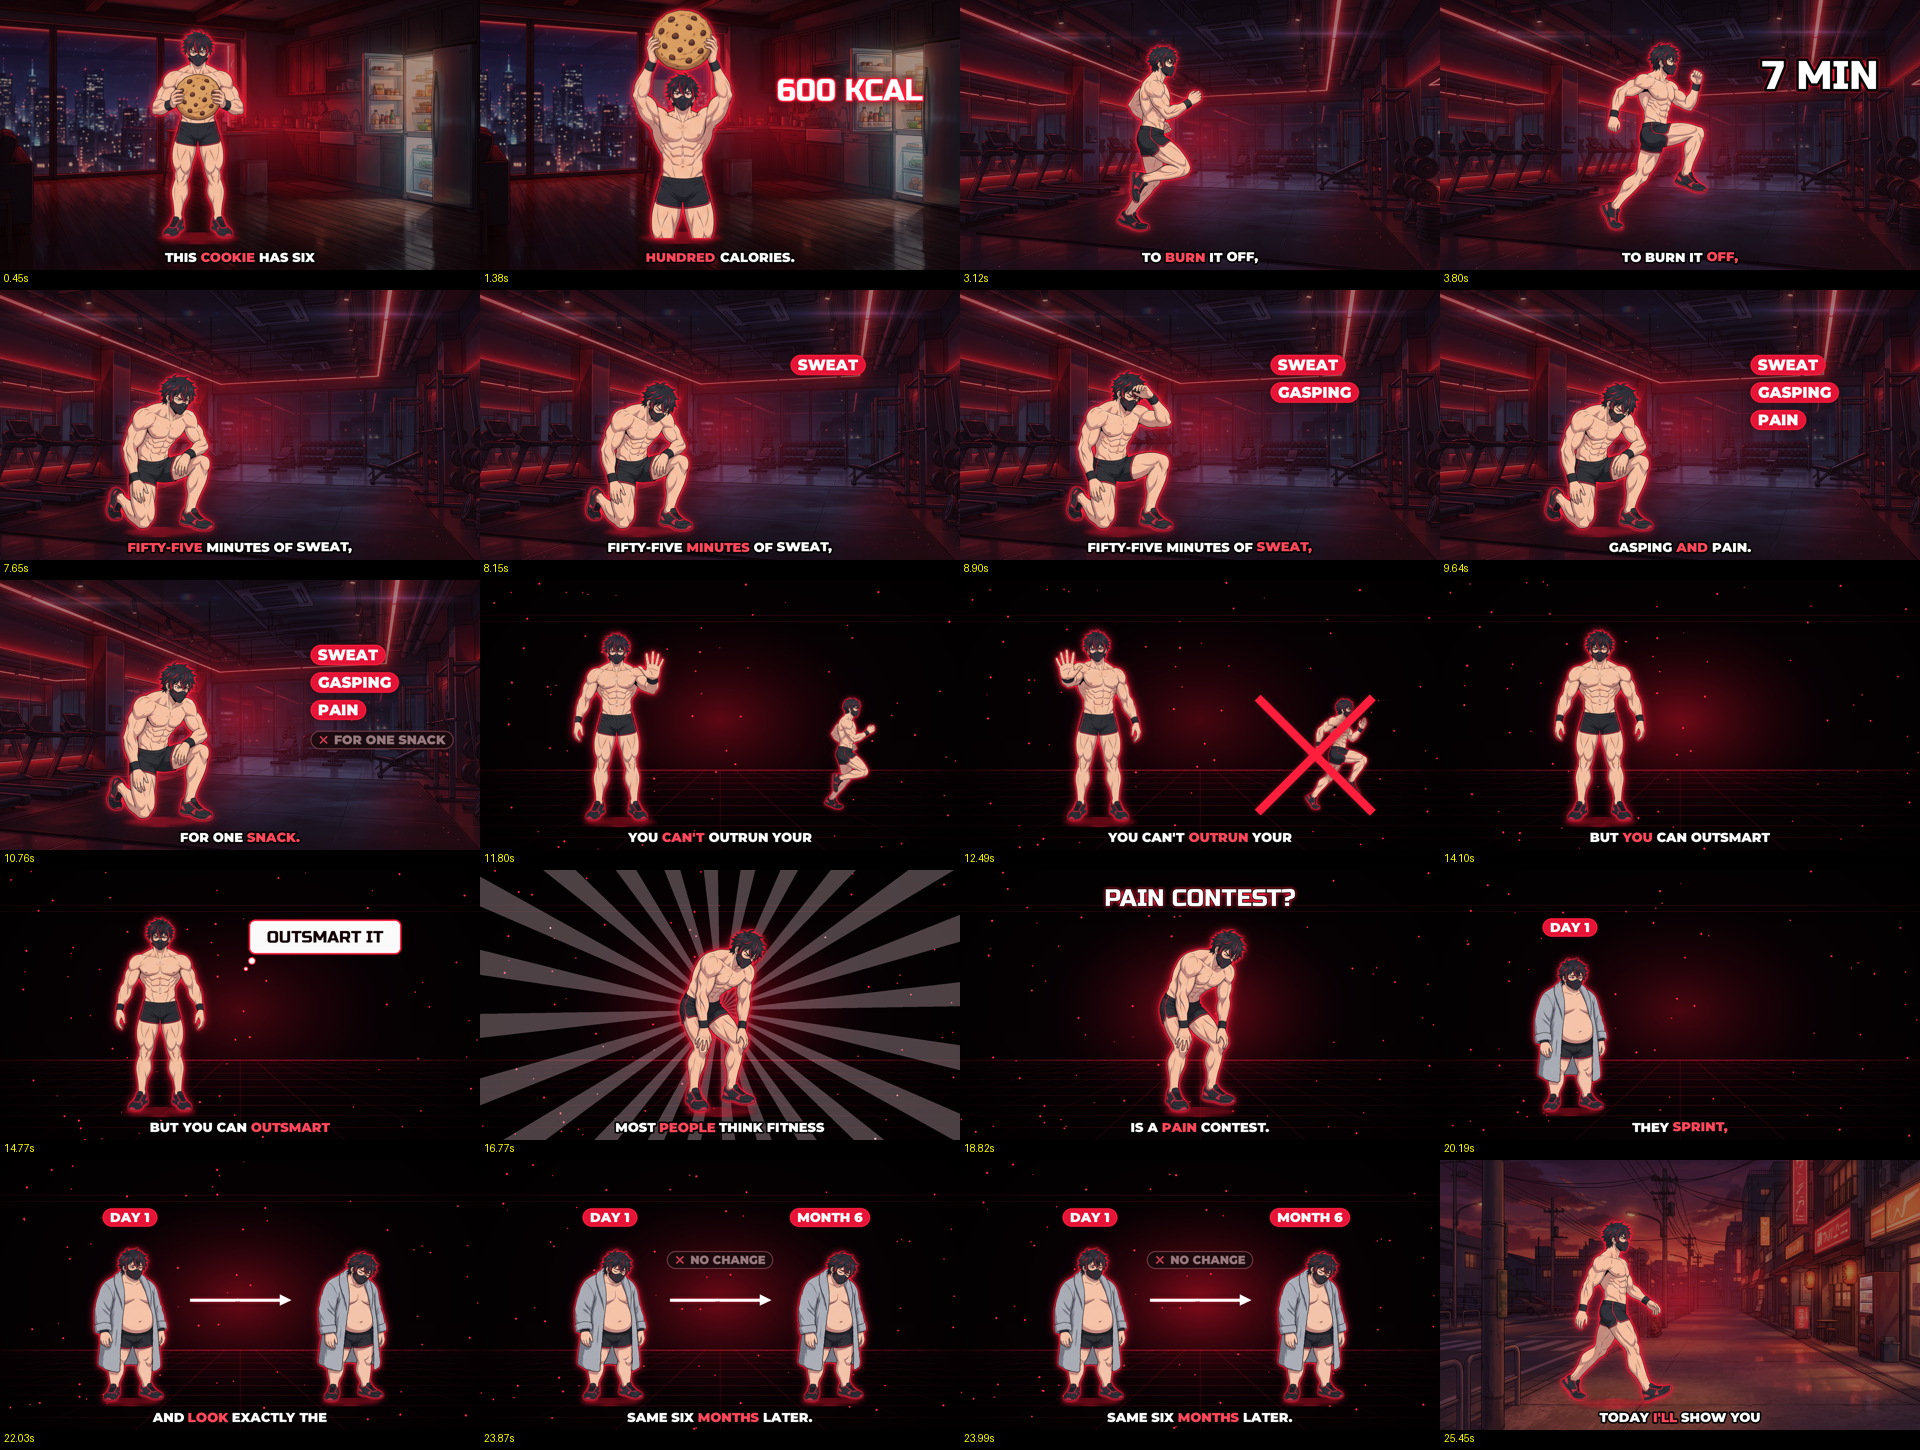 THIS COOKIE HAS SIX
0.45s
600 KCAL
HUNDRED CALORIES.
1.38s
TO BURN IT OFF,
3.12s
7 MIN
TO BURN IT OFF,
3.80s
FIFTY-FIVE MINUTES OF SWEAT,
7.65s
SWEAT
FIFTY-FIVE MINUTES OF SWEAT,
8.15s
SWEAT
GASPING
FIFTY-FIVE MINUTES OF SWEAT,
8.90s
SWEAT
GASPING
PAIN
GASPING AND PAIN.
9.64s
SWEAT
GASPING
PAIN
× FOR ONE SNACK
FOR ONE SNACK.
10.76s
YOU CAN'T OUTRUN YOUR
11.80s
YOU CAN'T OUTRUN YOUR
12.49s
BUT YOU CAN OUTSMART
14.10s
OUTSMART IT
BUT YOU CAN OUTSMART
14.77s
MOST PEOPLE THINK FITNESS
16.77s
PAIN CONTEST?
IS A PAIN CONTEST.
18.82s
DAY 1
THEY SPRINT,
20.19s
DAY 1
AND LOOK EXACTLY THE
22.03s
DAY 1
MONTH 6
× NO CHANGE
SAME SIX MONTHS LATER.
23.87s
DAY 1
MONTH 6
× NO CHANGE
SAME SIX MONTHS LATER.
23.99s
TODAY I'LL SHOW YOU
25.45s